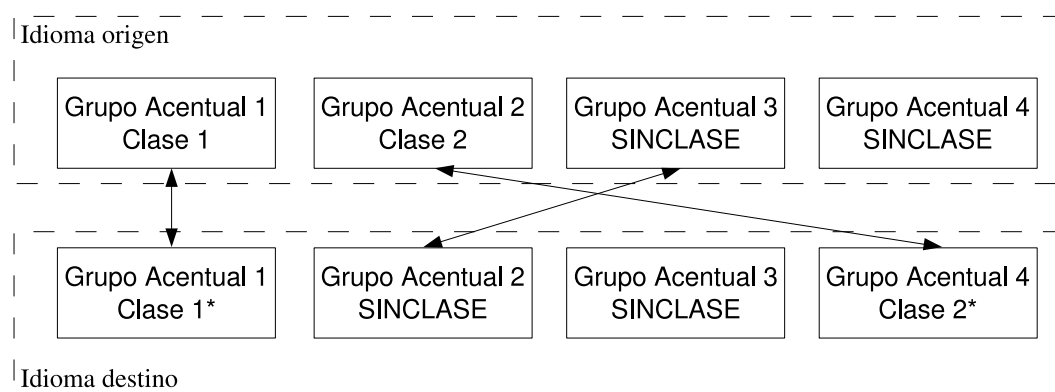 Idioma origen
Grupo Acentual 1
Clase 1
Grupo Acentual 2
Clase 2
Grupo Acentual 3
SINCLASE
Grupo Acentual 4
SINCLASE
Grupo Acentual 1
Clase 1*
Grupo Acentual 2
SINCLASE
Grupo Acentual 3
SINCLASE
Grupo Acentual 4
Clase 2*
Idioma destino